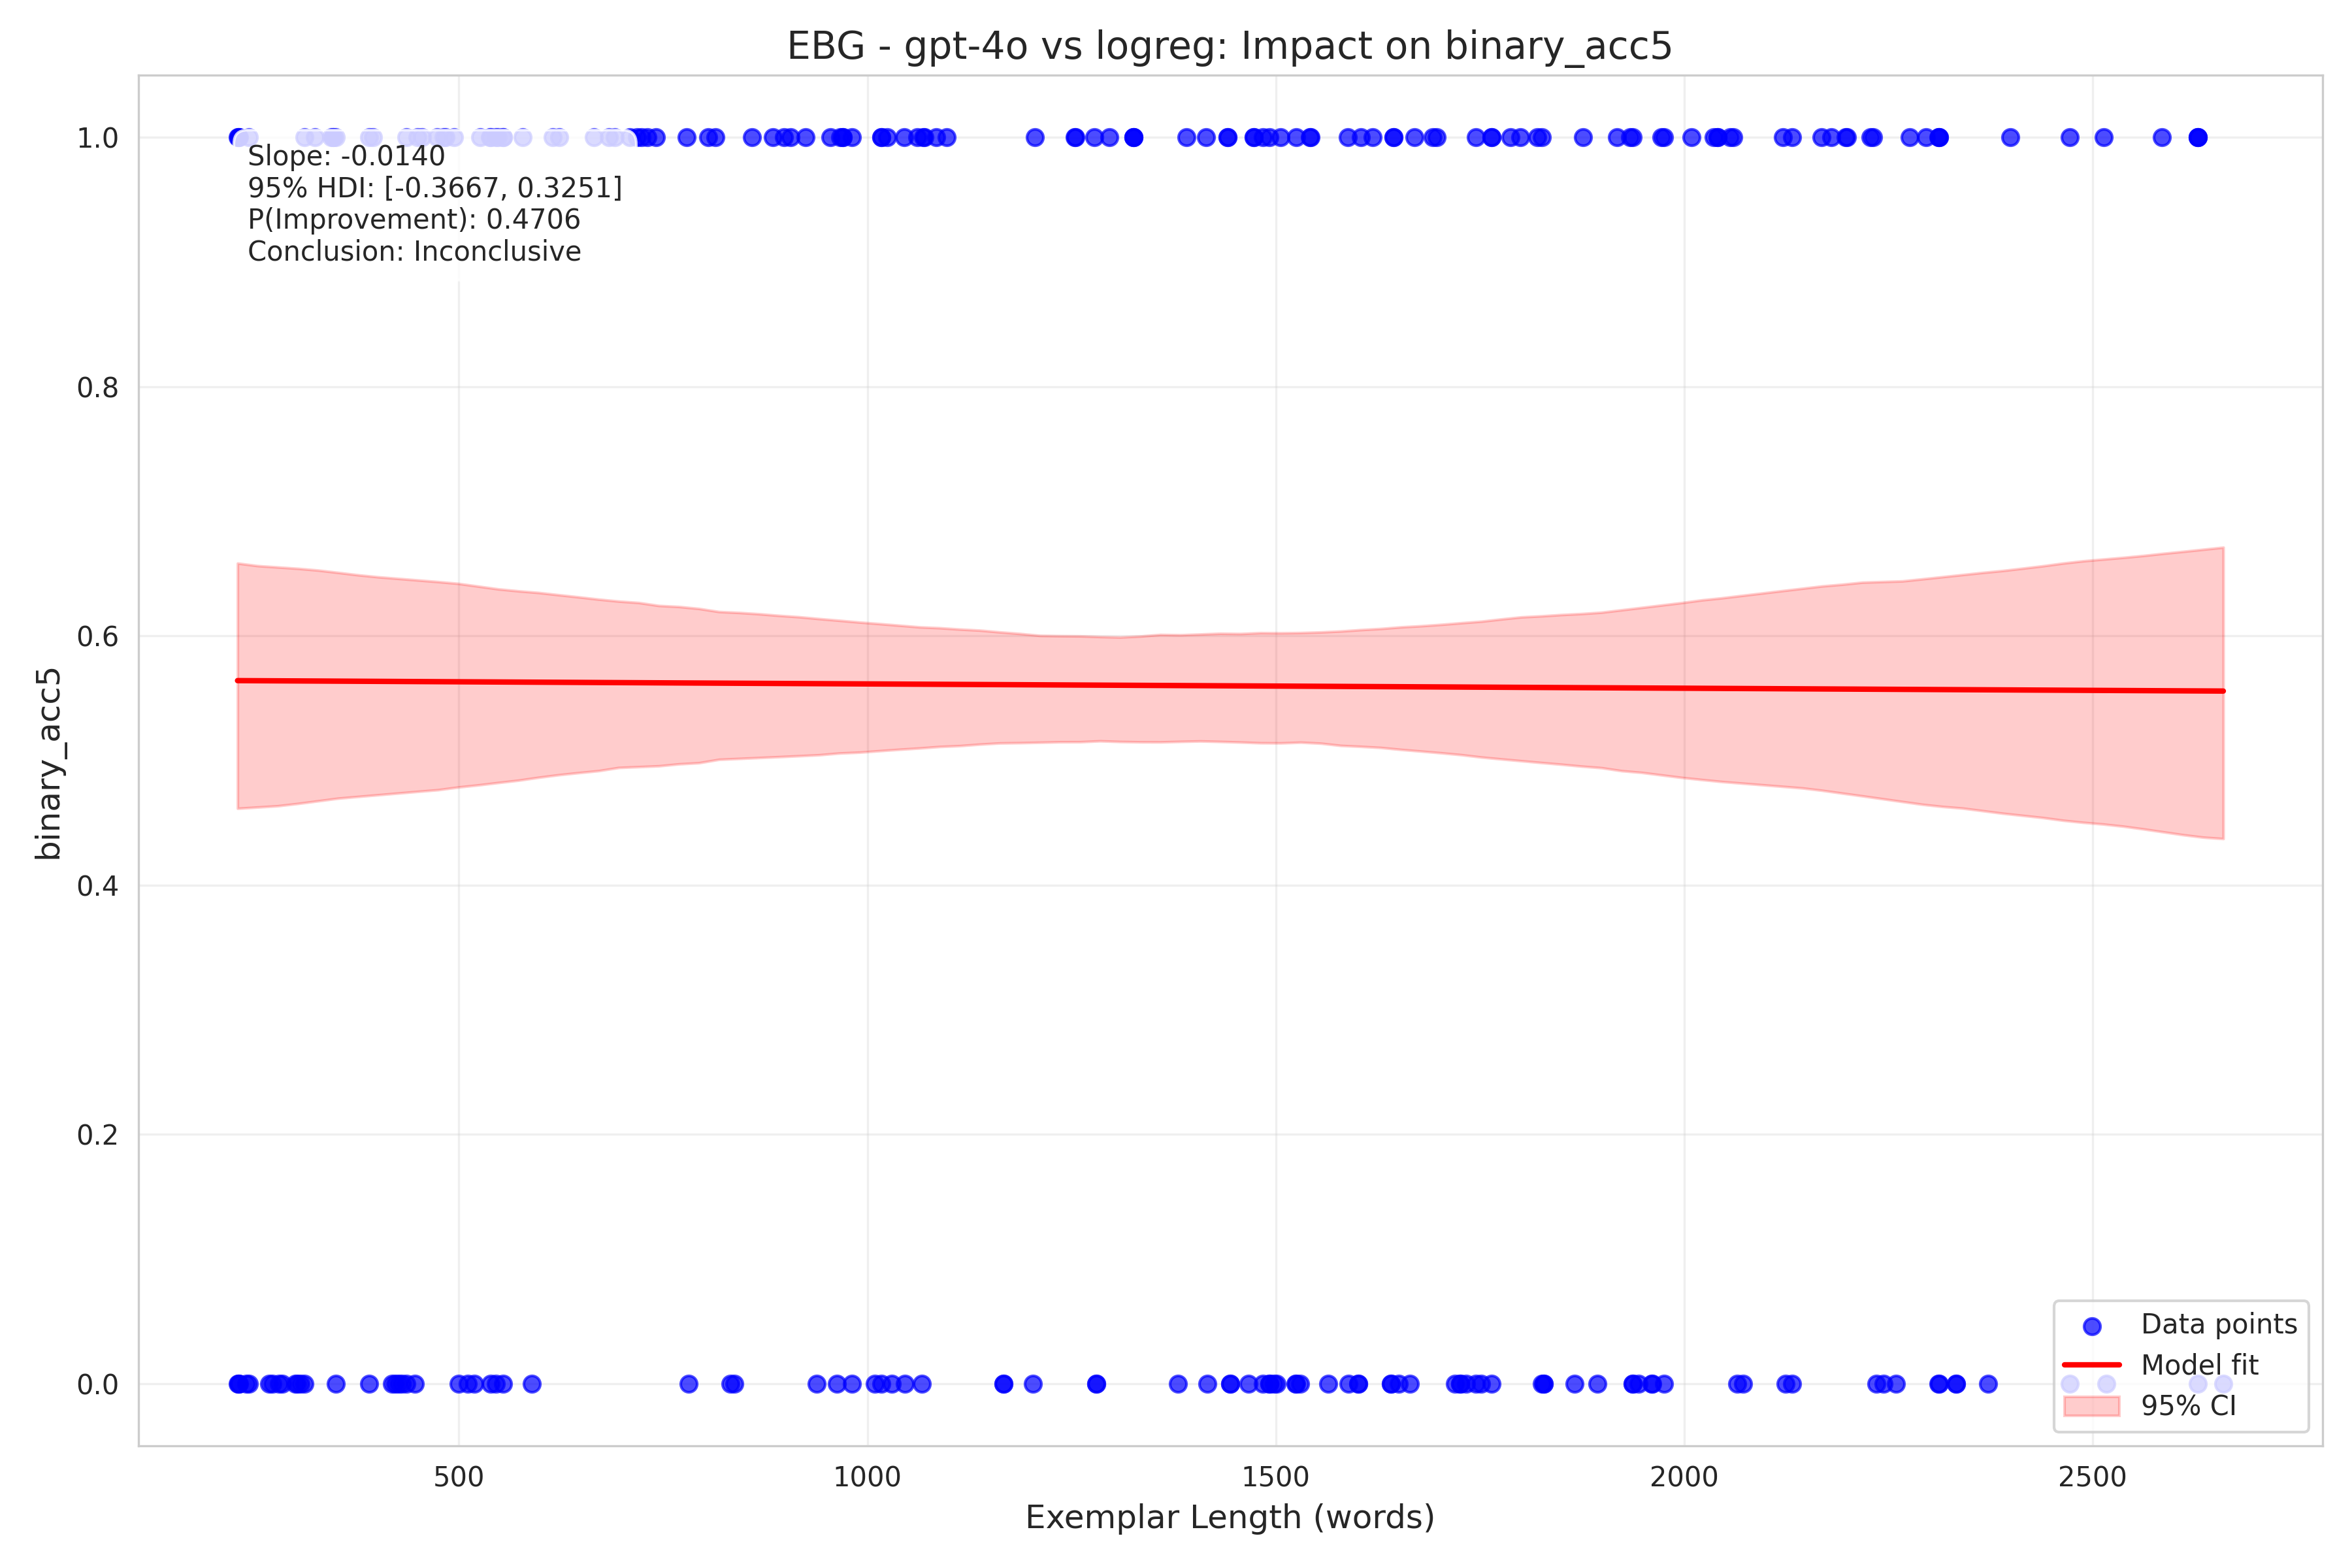 EBG - gpt-4o vs logreg: Impact on binary_acc5
1.0
0.8
0.6
0.4
0.2
0.0
binary_acc5
Slope: -0.0140
95% HDI: [-0.3667, 0.3251]
P(Improvement): 0.4706
Conclusion: Inconclusive
Data points
Model fit
95% CI
500 1000 1500 2000 2500
Exemplar Length (words)